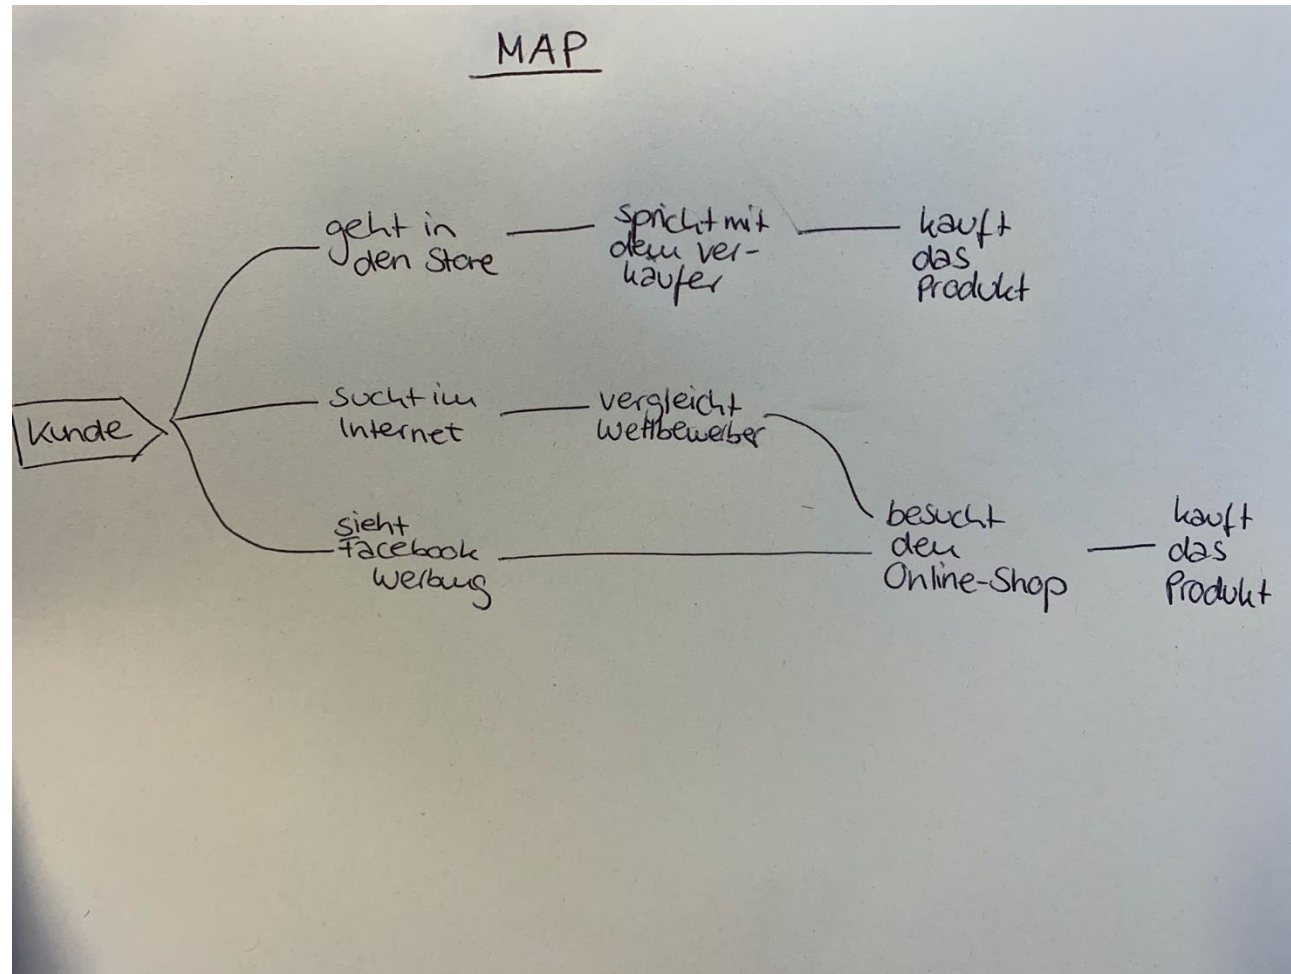 MAP
geht in
den Store
spricht mit
dem ver-
käufer
kauft
das
Produkt
Kunde
sucht im
Internet
vergleicht
Wettbewerber
sieht
Facebook
Werbung
besucht
den
Online-Shop
kauft
das
Produkt